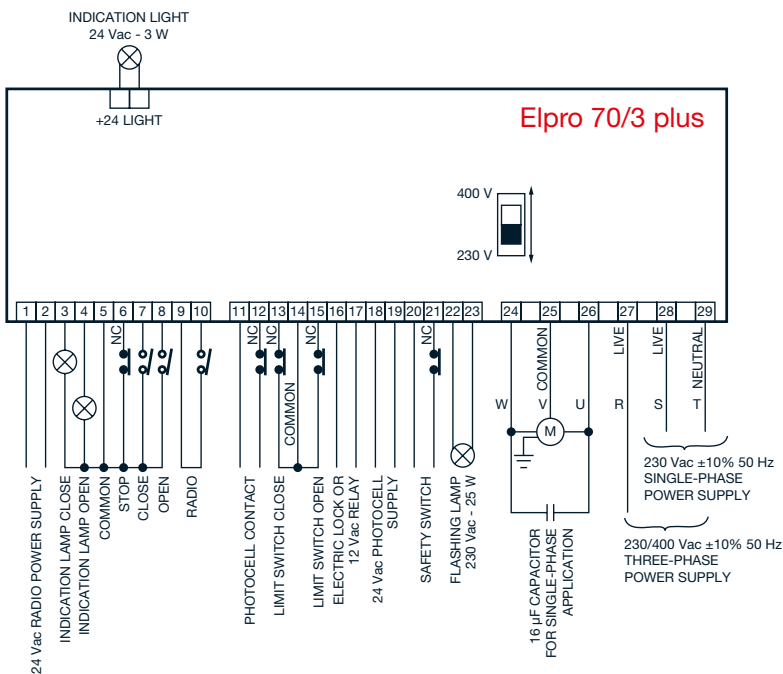 INDICATION LIGHT
24 Vac - 3 W
+24 LIGHT
Elpro 70/3 plus
400 V
230 V
1 2 3 4 5 6 7 8 9 10 11 12 13 14 15 16 17 18 19 20 21 22 23 24 25 26 27 28 29
NC
NC
NC
NC
NC
COMMON
COMMON
LIVE
LIVE
NEUTRAL
W
V
U
R
S
T
M
24 Vac RADIO POWER SUPPLY
INDICATION LAMP CLOSE
INDICATION LAMP OPEN
COMMON
STOP
CLOSE
OPEN
RADIO
PHOTOCELL CONTACT
LIMIT SWITCH CLOSE
LIMIT SWITCH OPEN
ELECTRIC LOCK OR
12 Vac RELAY
24 Vac PHOTOCELL
SUPPLY
SAFETY SWITCH
FLASHING LAMP
230 Vac - 25 W
16 µF CAPACITOR
FOR SINGLE-PHASE
APPLICATION
230 Vac ±10% 50 Hz
SINGLE-PHASE
POWER SUPPLY
230/400 Vac ±10% 50 Hz
THREE-PHASE
POWER SUPPLY